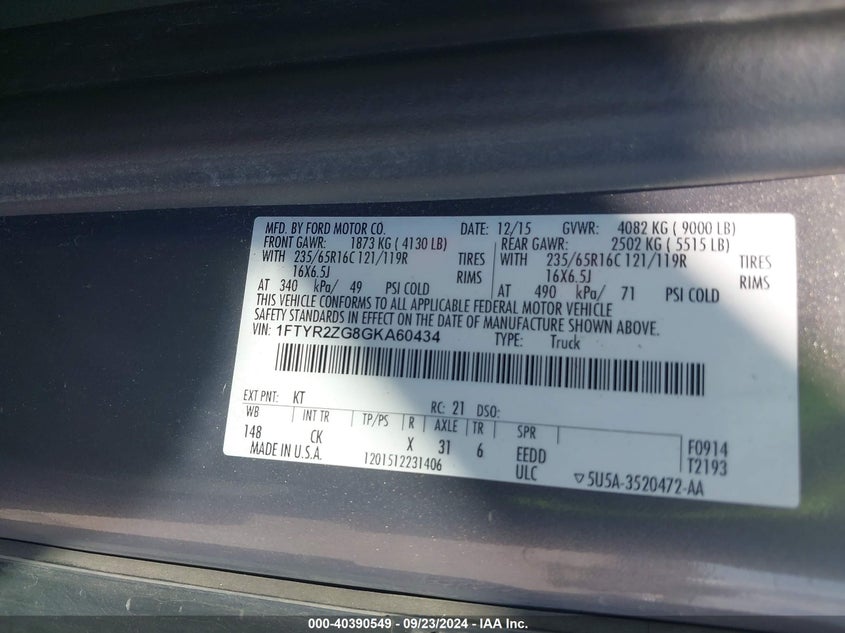 MFD. BY FORD MOTOR CO. DATE: 12/15 GVWR: 4082 KG ( 9000 LB)
FRONT GAWR: 1873 KG ( 4130 LB) REAR GAWR: 2502 KG ( 5515 LB)
WITH 235/65R16C 121/119R TIRES WITH 235/65R16C 121/119R TIRES
16X6.5J RIMS 16X6.5J RIMS
AT 340 kPa/ 49 PSI COLD AT 490 kPa/ 71 PSI COLD
THIS VEHICLE CONFORMS TO ALL APPLICABLE FEDERAL MOTOR VEHICLE
SAFETY STANDARDS IN EFFECT ON THE DATE OF MANUFACTURE SHOWN ABOVE.
VIN: 1FTYR2ZG8GKA60434 TYPE: Truck
EXT PNT: KT RC: 21 DSO:
WB INT TR TP/PS R AXLE TR SPR
148 CK X 31 6 EEDD F0914
MADE IN U.S.A. 1201512231406 ULC ▽5U5A-3520472-AA T2193
000-40390549 - 09/23/2024 - IAA Inc.